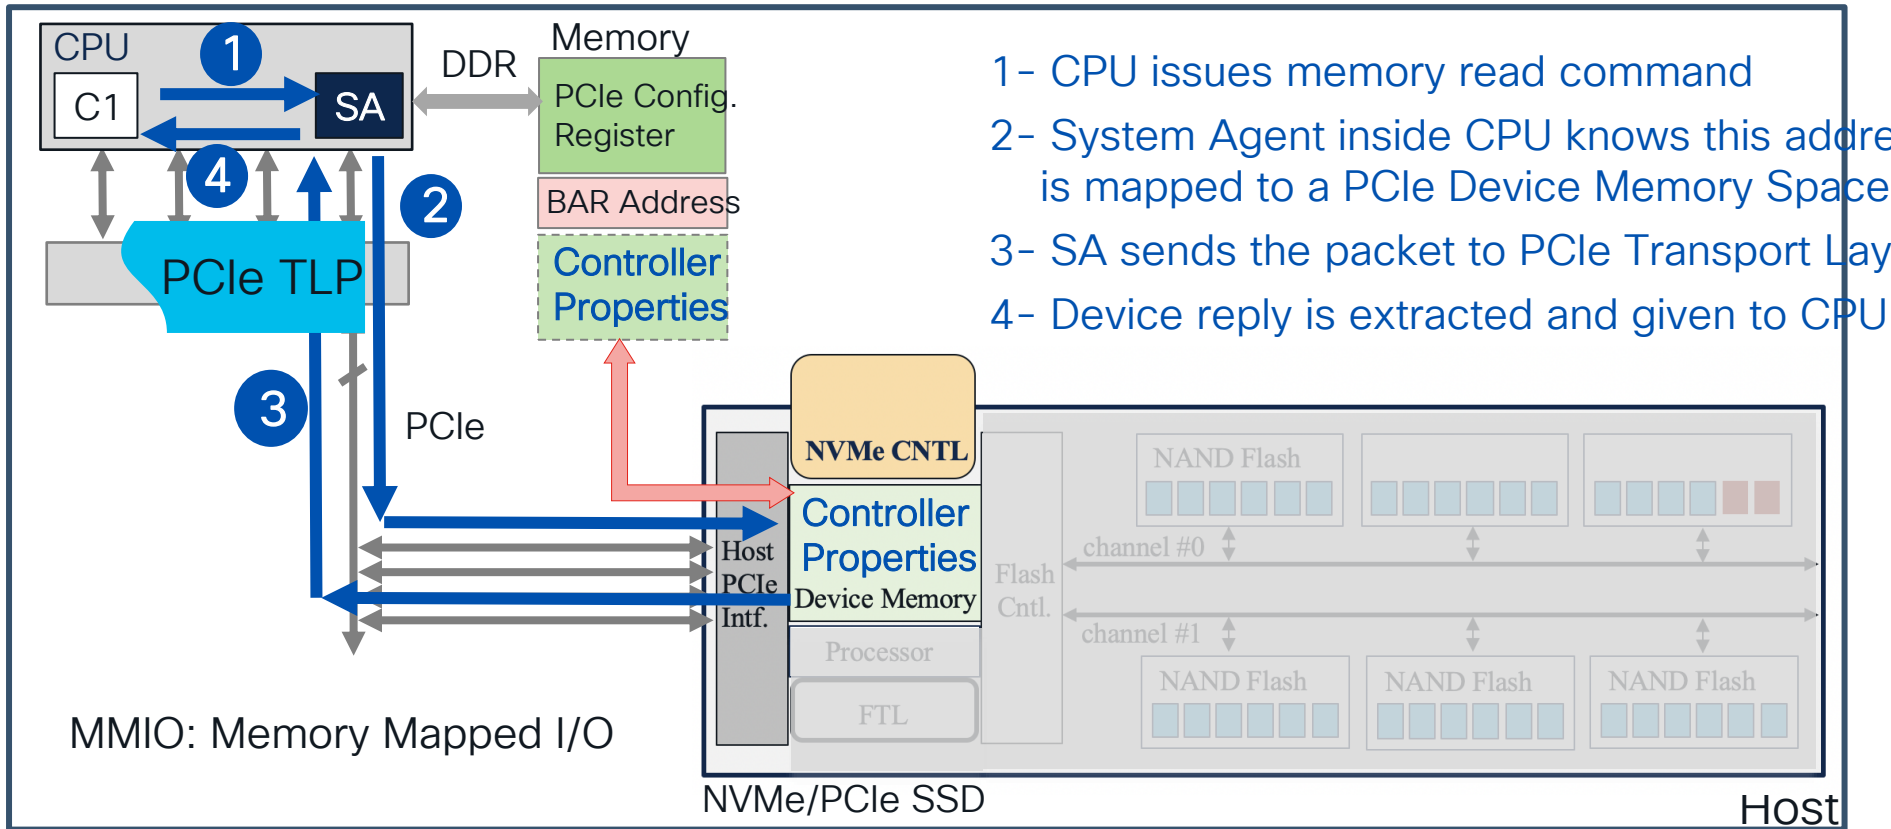 CPU
1
C1
SA
4
2
DDR
Memory
PCIe Config.
Register
BAR Address
Controller
Properties
PCIe TLP
3
PCIe
1- CPU issues memory read command
2- System Agent inside CPU knows this addre
is mapped to a PCIe Device Memory Space
3- SA sends the packet to PCIe Transport Lay
4- Device reply is extracted and given to CPU
NVMe CNTL
Controller
Properties
Device Memory
Host
PCIe
Intf.
Processor
FTL
Flash
Cntl.
NAND Flash
channel #0
channel #1
NAND Flash
NAND Flash
NAND Flash
MMIO: Memory Mapped I/O
NVMe/PCIe SSD
Host